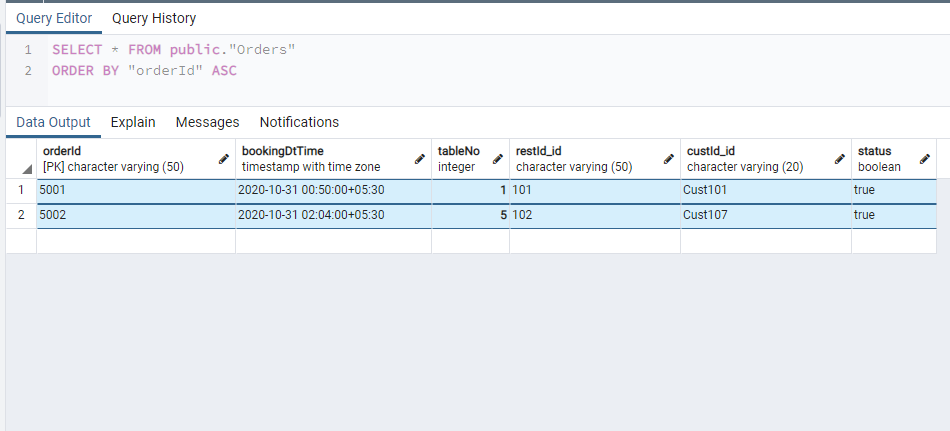 Query Editor Query History
1 SELECT * FROM public."Orders"
2 ORDER BY "orderId" ASC
Data Output Explain Messages Notifications
orderId bookingDtTime tableNo restId_id custId_id status
[PK] character varying (50) timestamp with time zone integer character varying (50) character varying (20) boolean
1 5001 2020-10-31 00:50:00+05:30 1 101 Cust101 true
2 5002 2020-10-31 02:04:00+05:30 5 102 Cust107 true